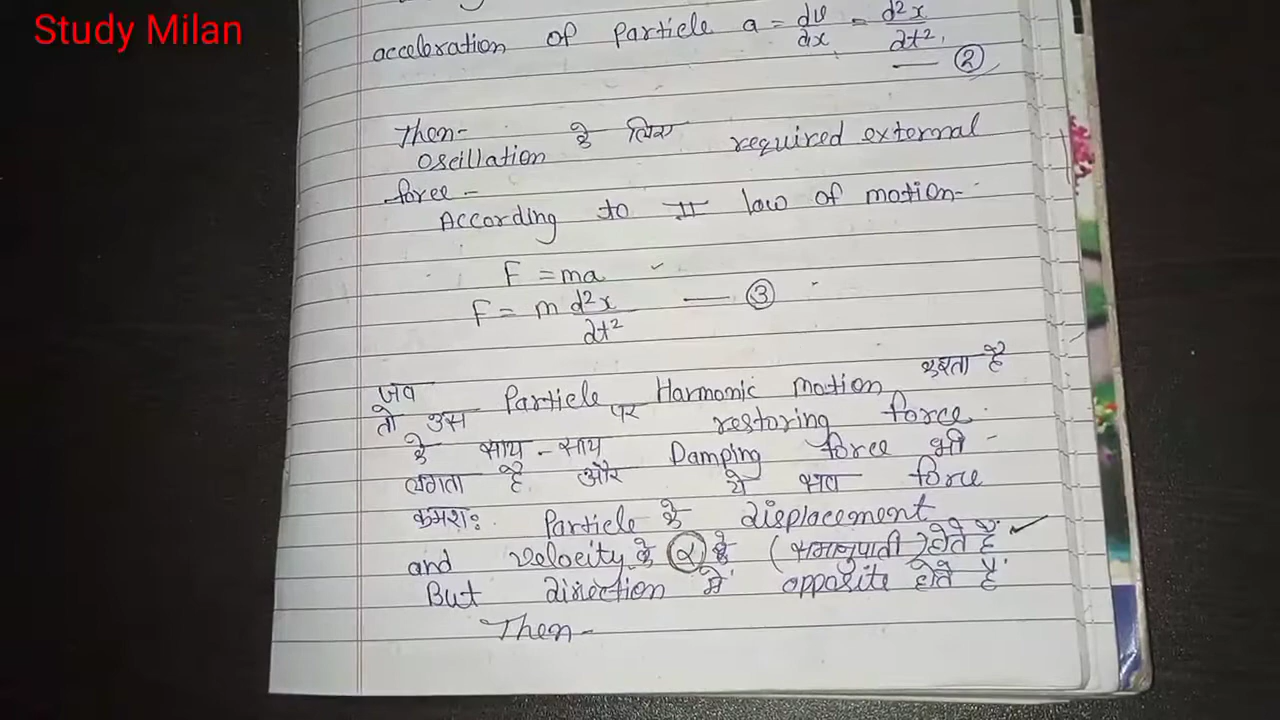 Study Milan
acceleration of Particle a = dv/dx = d²x/dt²
— ②
Then-
oscillation के लिए required external
force -
According to II law of motion-
F = ma
F = m d²x/dt² — ③
जब Particle Harmonic motion करता है
तो उस पर restoring force
के साथ - साथ Damping force भी
लगता है और ये सब force
क्रमशः Particle के displacement
and velocity के α के (समानुपाती) होते हैं
But direction में opposite होते हैं
Then-